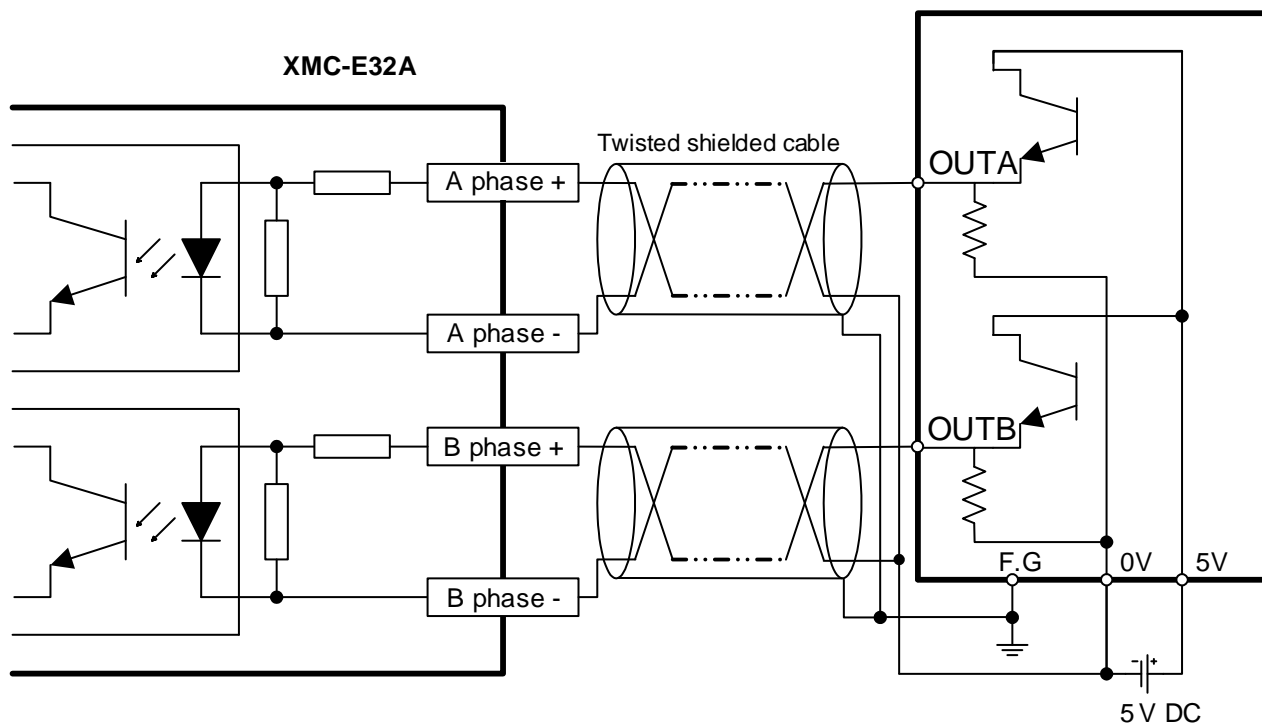 XMC-E32A
Twisted shielded cable
A phase +
OUTA
A phase -
B phase +
OUTB
B phase -
F.G
0V
5V
- +
5 V DC